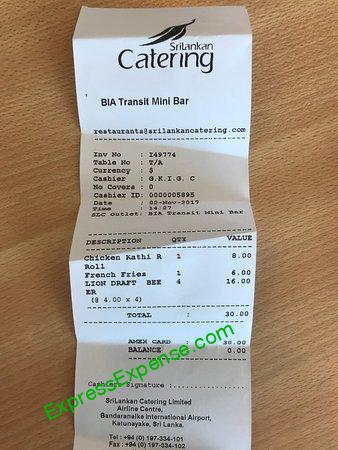 SriLankan
Catering
BIA Transit Mini Bar
restaurants@srilankancatering.com
Inv No : I49774
Table No : T/A
Currency : $
Cashier : G.K.I.G.C
No Covers : 0
Cashier ID: 0000005895
Date : 02-Nov-2017
Time : 14:27
SLC Outlet: BIA Transit Mini Bar
DESCRIPTION QTY VALUE
Chicken Kathi R 1 8.00
Roll
French Fries 1 6.00
LION DRAFT BEE 4 16.00
ER
(@ 4.00 x 4)
TOTAL : 30.00
AMEX CARD : 30.00
BALANCE 0.00
Cashiers Signature :..................
ExpressExpense.com
SriLankan Catering Limited
Airline Centre,
Bandaranaike International Airport,
Katunayake, Sri Lanka.
Tel : +94 (0) 197-334-101
Fax : +94 (0) 197-334-102